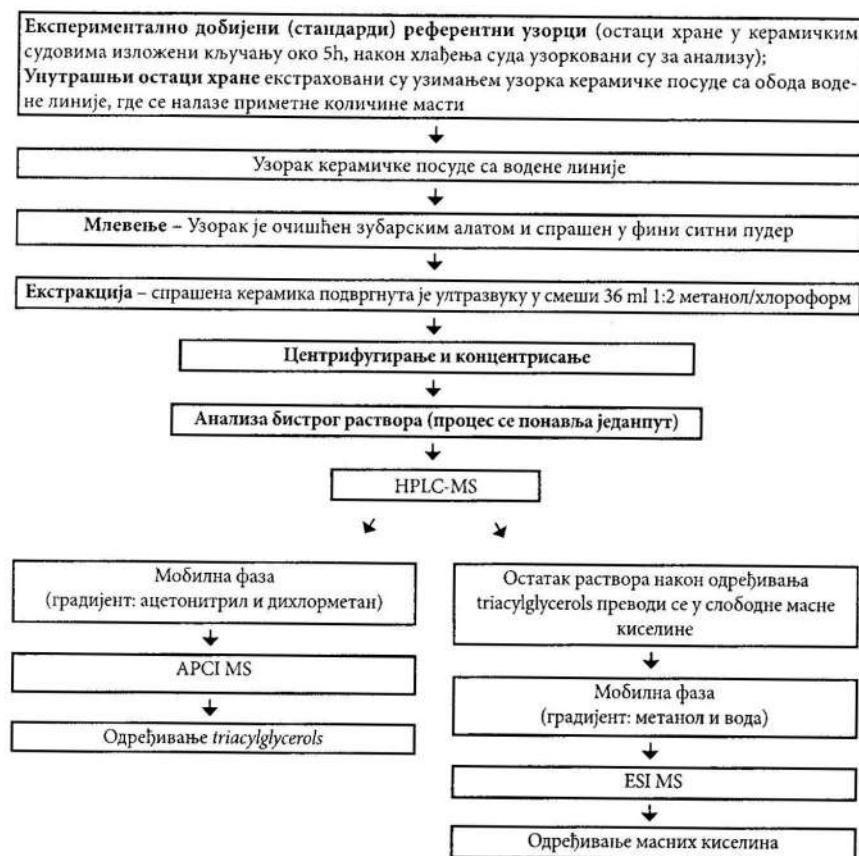 Експериментално добијени (стандарди) референтни узорци (остаци хране у керамичким
судовима изложени кључању око 5h, након хлађења суда узорковани су за анализу);
Унутрашњи остаци хране екстраховани су узимањем узорка керамичке посуде са обода воде-
не линије, где се налазе приметне количине масти
Узорак керамичке посуде са водене линије
Млевење – Узорак је очишћен зубарским алатом и спрашен у фини ситни пудер
Екстракција – спрашена керамика подвргнута је ултразвуку у смеши 36 ml 1:2 метанол/хлороформ
Центрифугирање и концентрисање
Анализа бистрог раствора (процес се понавља једанпут)
HPLC-MS
Мобилна фаза
(градијент: ацетонитрил и дихлорметан)
APCI MS
Одређивање triacylglycerols
Остатак раствора након одређивања
triacylglycerols преводи се у слободне масне
киселине
Мобилна фаза
(градијент: метанол и вода)
ESI MS
Одређивање масних киселина